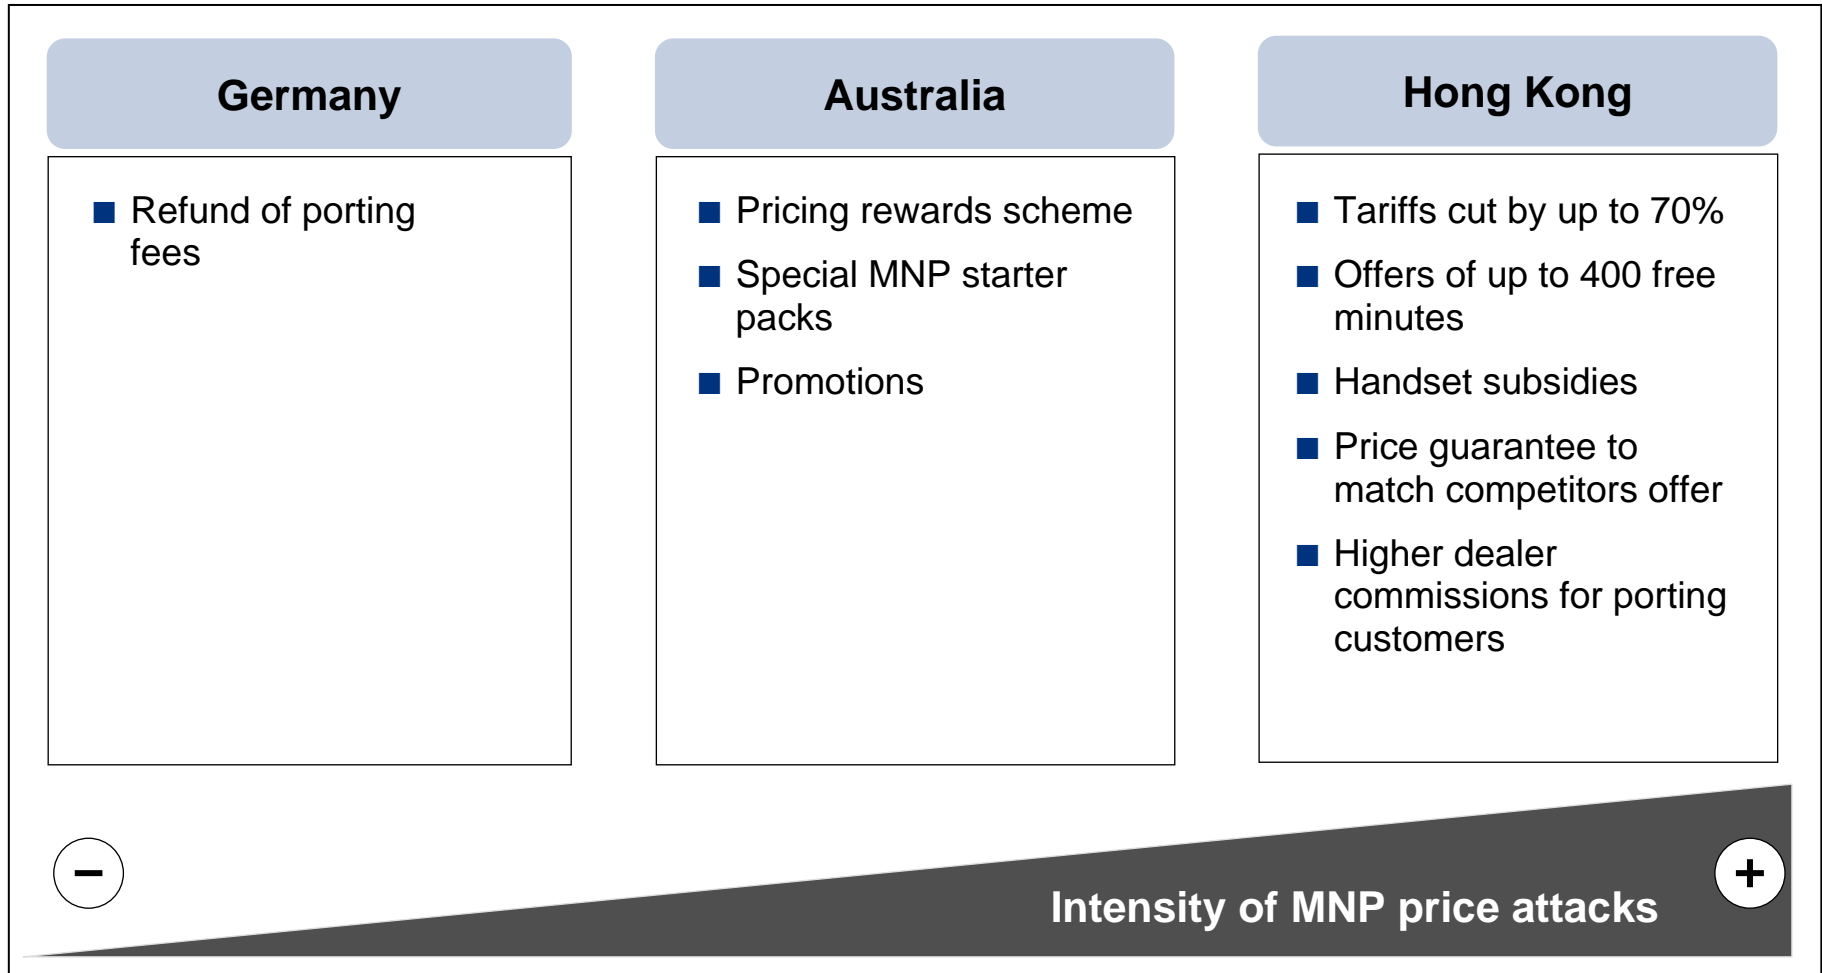 Germany
Refund of porting
fees
Australia
Pricing rewards scheme
Special MNP starter
packs
Promotions
Hong Kong
Tariffs cut by up to 70%
Offers of up to 400 free
minutes
Handset subsidies
Price guarantee to
match competitors offer
Higher dealer
commissions for porting
customers
−
+
Intensity of MNP price attacks